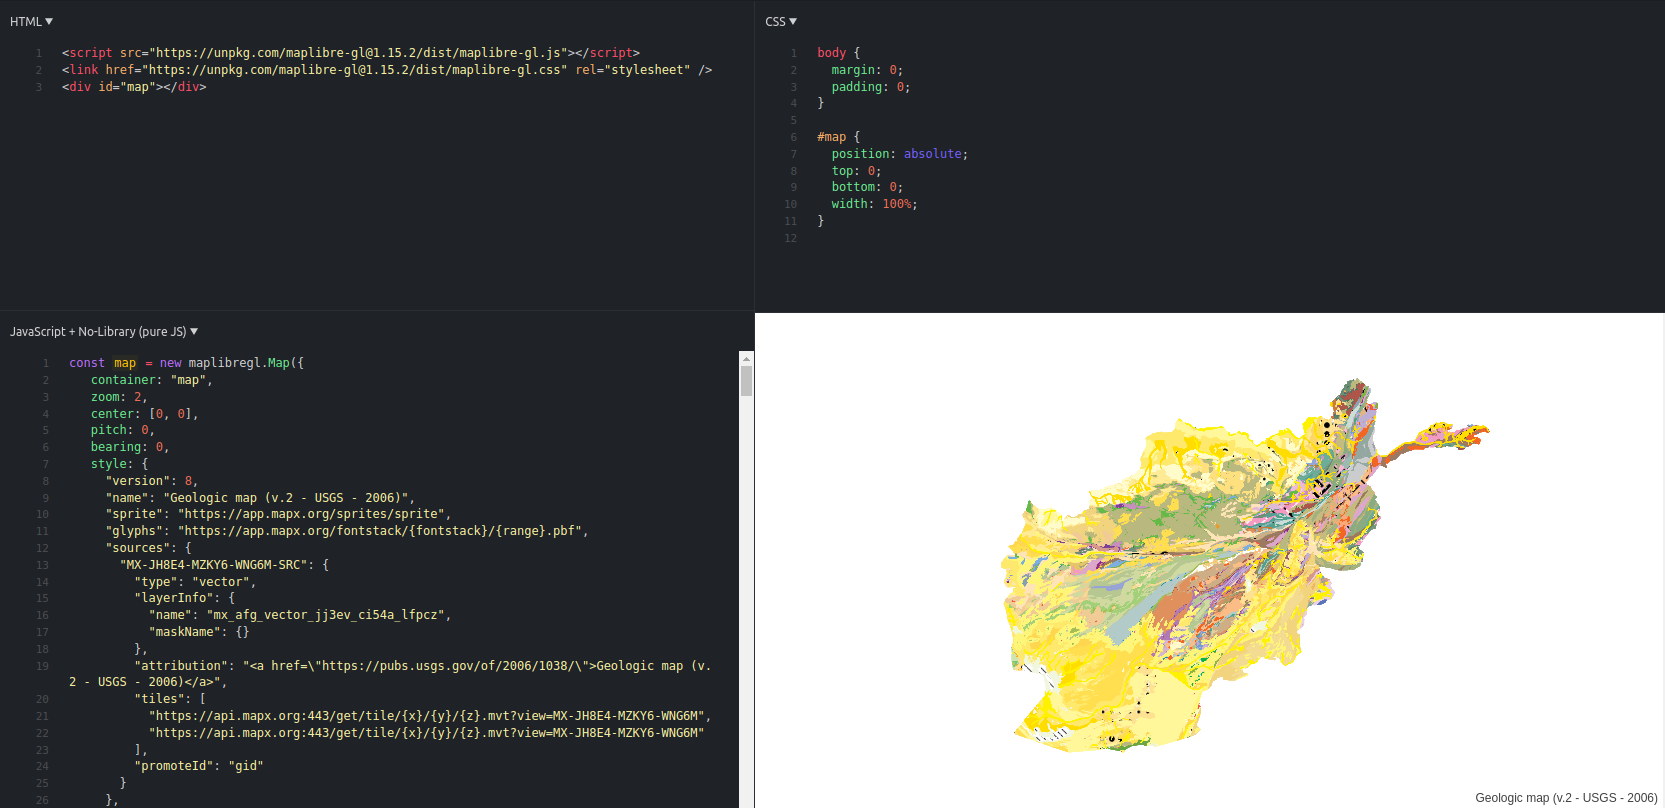 HTML ▼
1 <script src="https://unpkg.com/maplibre-gl@1.15.2/dist/maplibre-gl.js"></script>
2 <link href="https://unpkg.com/maplibre-gl@1.15.2/dist/maplibre-gl.css" rel="stylesheet" />
3 <div id="map"></div>
CSS ▼
1 body {
2   margin: 0;
3   padding: 0;
4 }
5
6 #map {
7   position: absolute;
8   top: 0;
9   bottom: 0;
10   width: 100%;
11 }
12
JavaScript + No-Library (pure JS) ▼
1 const map = new maplibregl.Map({
2    container: "map",
3    zoom: 2,
4    center: [0, 0],
5    pitch: 0,
6    bearing: 0,
7    style: {
8      "version": 8,
9      "name": "Geologic map (v.2 - USGS - 2006)",
10      "sprite": "https://app.mapx.org/sprites/sprite",
11      "glyphs": "https://app.mapx.org/fontstack/{fontstack}/{range}.pbf",
12      "sources": {
13        "MX-JH8E4-MZKY6-WNG6M-SRC": {
14          "type": "vector",
15          "layerInfo": {
16            "name": "mx_afg_vector_jj3ev_ci54a_lfpcz",
17            "maskName": {}
18          },
19          "attribution": "<a href=\"https://pubs.usgs.gov/of/2006/1038/\">Geologic map (v.
2 - USGS - 2006)</a>",
20          "tiles": [
21            "https://api.mapx.org:443/get/tile/{x}/{y}/{z}.mvt?view=MX-JH8E4-MZKY6-WNG6M",
22            "https://api.mapx.org:443/get/tile/{x}/{y}/{z}.mvt?view=MX-JH8E4-MZKY6-WNG6M"
23          ],
24          "promoteId": "gid"
25        }
26      },
Geologic map (v.2 - USGS - 2006)